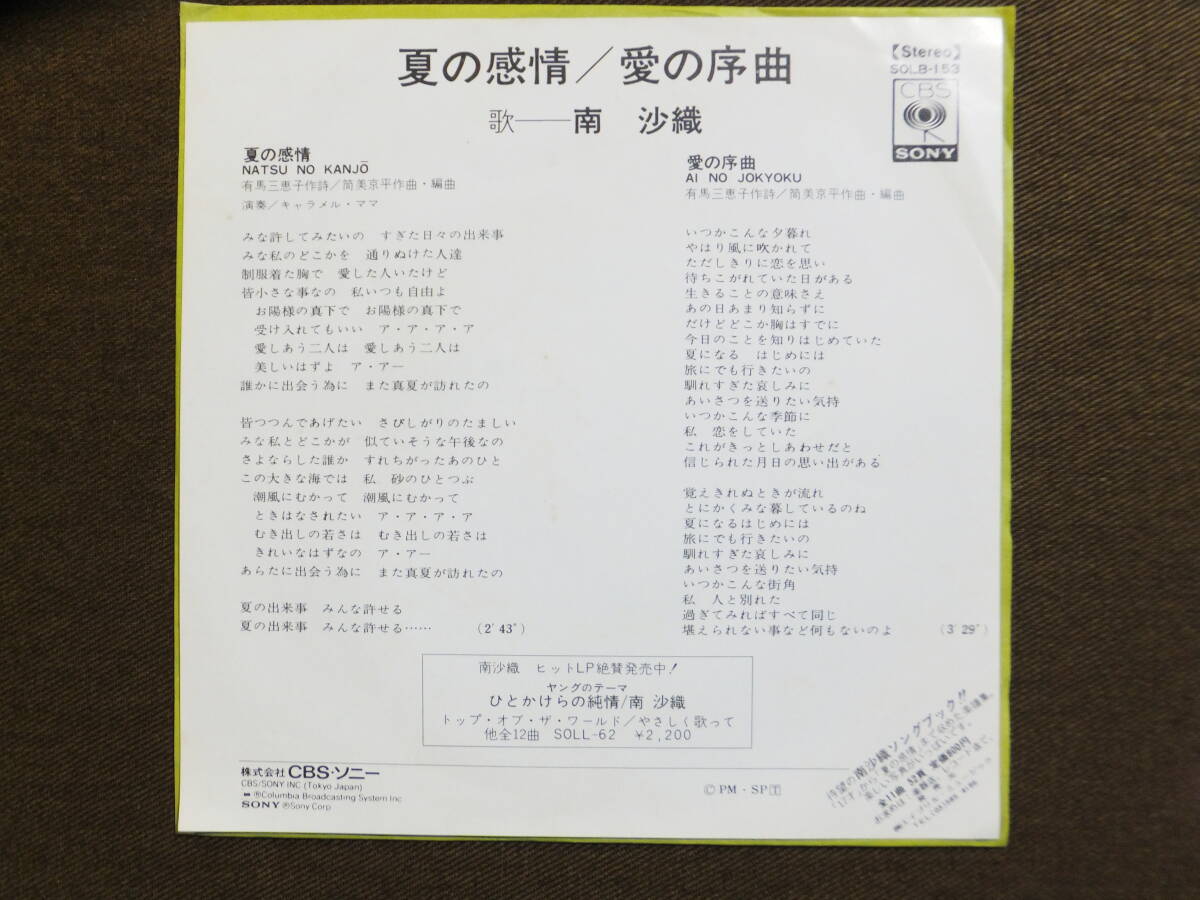 夏の感情／愛の序曲
歌──南　沙織
【Stereo】
SOLB-153
CBS
SONY
夏の感情
NATSU NO KANJŌ
有馬三恵子作詩／筒美京平作曲・編曲
演奏／キャラメル・ママ
みな許してみたいの　すぎた日々の出来事
みな私のどこかを　通りぬけた人達
制服着た胸で　愛した人いたけど
皆小さな事なの　私いつも自由よ
お陽様の真下で　お陽様の真下で
受け入れてもいい　ア・ア・ア・ア
愛しあう二人は　愛しあう二人は
美しいはずよ　ア・アー
誰かに出会う為に　また真夏が訪れたの
皆つつんであげたい　さびしがりのたましい
みな私とどこかが　似ていそうな午後なの
さよならした誰か　すれちがったあのひと
この大きな海では　私　砂のひとつぶ
潮風にむかって　潮風にむかって
ときはなされたい　ア・ア・ア・ア
むき出しの若さは　むき出しの若さは
きれいなはずなの　ア・アー
あらたに出会う為に　また真夏が訪れたの
夏の出来事　みんな許せる
夏の出来事　みんな許せる……　（2′43″）
愛の序曲
AI NO JOKYOKU
有馬三恵子作詩／筒美京平作曲・編曲
いつかこんな夕暮れ
やはり風に吹かれて
ただしきりに恋を思い
待ちこがれていた日がある
生きることの意味さえ
あの日あまり知らずに
だけどどこか胸はすでに
今日のことを知りはじめていた
夏になる　はじめには
旅にでも行きたいの
馴れすぎた哀しみに
あいさつを送りたい気持
いつかこんな季節に
私　恋をしていた
これがきっとしあわせだと
信じられた月日の思い出がある
覚えきれぬときが流れ
とにかくみな暮しているのね
夏になるはじめには
旅にでも行きたいの
馴れすぎた哀しみに
あいさつを送りたい気持
いつかこんな街角
私　人と別れた
過ぎてみればすべて同じ
堪えられない事など何もないのよ　（3′29″）
南沙織　ヒットLP絶賛発売中！
ヤングのテーマ
ひとかけらの純情/南 沙織
トップ・オブ・ザ・ワールド／やさしく歌って
他全12曲　SOLL-62　¥2,200
株式会社 CBS・ソニー
CBS/SONY INC (Tokyo Japan)
®Columbia Broadcasting System Inc
SONY ®Sony Corp
ⒸPM・SP T
待望の南沙織ソングブック!!
全11曲 52頁 定価800円